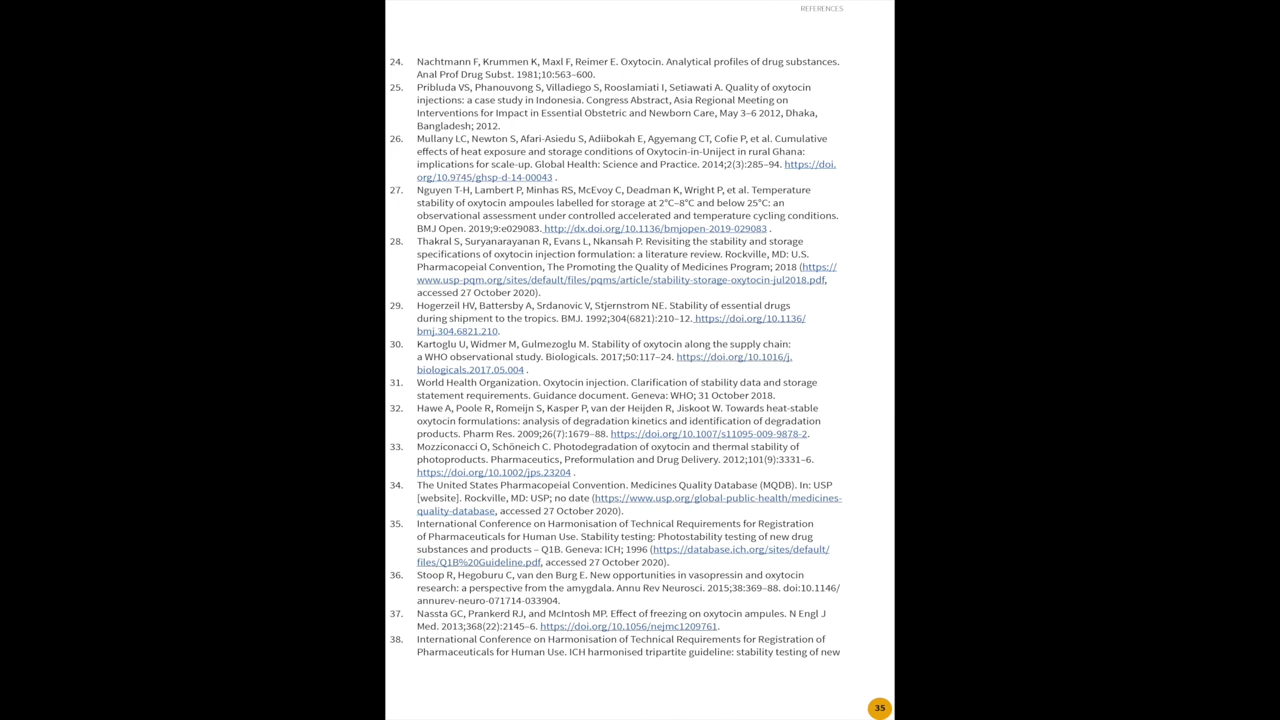 REFERENCES
24. Nachtmann F, Krummen K, Maxl F, Reimer E. Oxytocin. Analytical profiles of drug substances.
Anal Prof Drug Subst. 1981;10:563–600.
25. Pribluda VS, Phanouvong S, Villadiego S, Rooslamiati I, Setiawati A. Quality of oxytocin
injections: a case study in Indonesia. Congress Abstract, Asia Regional Meeting on
Interventions for Impact in Essential Obstetric and Newborn Care, May 3–6 2012, Dhaka,
Bangladesh; 2012.
26. Mullany LC, Newton S, Afari-Asiedu S, Adiibokah E, Agyemang CT, Cofie P, et al. Cumulative
effects of heat exposure and storage conditions of Oxytocin-in-Uniject in rural Ghana:
implications for scale-up. Global Health: Science and Practice. 2014;2(3):285–94. https://doi.
org/10.9745/ghsp-d-14-00043 .
27. Nguyen T-H, Lambert P, Minhas RS, McEvoy C, Deadman K, Wright P, et al. Temperature
stability of oxytocin ampoules labelled for storage at 2°C–8°C and below 25°C: an
observational assessment under controlled accelerated and temperature cycling conditions.
BMJ Open. 2019;9:e029083. http://dx.doi.org/10.1136/bmjopen-2019-029083 .
28. Thakral S, Suryanarayanan R, Evans L, Nkansah P. Revisiting the stability and storage
specifications of oxytocin injection formulation: a literature review. Rockville, MD: U.S.
Pharmacopeial Convention, The Promoting the Quality of Medicines Program; 2018 (https://
www.usp-pqm.org/sites/default/files/pqms/article/stability-storage-oxytocin-jul2018.pdf,
accessed 27 October 2020).
29. Hogerzeil HV, Battersby A, Srdanovic V, Stjernstrom NE. Stability of essential drugs
during shipment to the tropics. BMJ. 1992;304(6821):210–12. https://doi.org/10.1136/
bmj.304.6821.210.
30. Kartoglu U, Widmer M, Gulmezoglu M. Stability of oxytocin along the supply chain:
a WHO observational study. Biologicals. 2017;50:117–24. https://doi.org/10.1016/j.
biologicals.2017.05.004 .
31. World Health Organization. Oxytocin injection. Clarification of stability data and storage
statement requirements. Guidance document. Geneva: WHO; 31 October 2018.
32. Hawe A, Poole R, Romeijn S, Kasper P, van der Heijden R, Jiskoot W. Towards heat-stable
oxytocin formulations: analysis of degradation kinetics and identification of degradation
products. Pharm Res. 2009;26(7):1679–88. https://doi.org/10.1007/s11095-009-9878-2.
33. Mozziconacci O, Schöneich C. Photodegradation of oxytocin and thermal stability of
photoproducts. Pharmaceutics, Preformulation and Drug Delivery. 2012;101(9):3331–6.
https://doi.org/10.1002/jps.23204 .
34. The United States Pharmacopeial Convention. Medicines Quality Database (MQDB). In: USP
[website]. Rockville, MD: USP; no date (https://www.usp.org/global-public-health/medicines-
quality-database, accessed 27 October 2020).
35. International Conference on Harmonisation of Technical Requirements for Registration
of Pharmaceuticals for Human Use. Stability testing: Photostability testing of new drug
substances and products – Q1B. Geneva: ICH; 1996 (https://database.ich.org/sites/default/
files/Q1B%20Guideline.pdf, accessed 27 October 2020).
36. Stoop R, Hegoburu C, van den Burg E. New opportunities in vasopressin and oxytocin
research: a perspective from the amygdala. Annu Rev Neurosci. 2015;38:369–88. doi:10.1146/
annurev-neuro-071714-033904.
37. Nassta GC, Prankerd RJ, and McIntosh MP. Effect of freezing on oxytocin ampules. N Engl J
Med. 2013;368(22):2145–6. https://doi.org/10.1056/nejmc1209761.
38. International Conference on Harmonisation of Technical Requirements for Registration of
Pharmaceuticals for Human Use. ICH harmonised tripartite guideline: stability testing of new
35